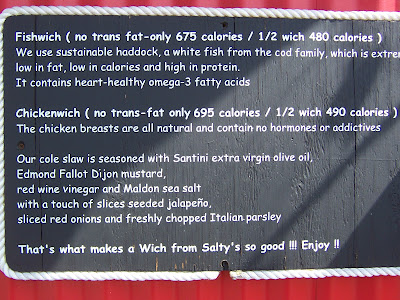 Fishwich ( no trans fat-only 675 calories / 1/2 wich 480 calories )
We use sustainable haddock, a white fish from the cod family, which is extrem
low in fat, low in calories and high in protein.
It contains heart-healthy omega-3 fatty acids
Chickenwich ( no trans-fat only 695 calories / 1/2 wich 490 calories )
The chicken breasts are all natural and contain no hormones or addictives
Our cole slaw is seasoned with Santini extra virgin olive oil,
Edmond Fallot Dijon mustard,
red wine vinegar and Maldon sea salt
with a touch of slices seeded jalapeño,
sliced red onions and freshly chopped Italian parsley
That's what makes a Wich from Salty's so good !!! Enjoy !!